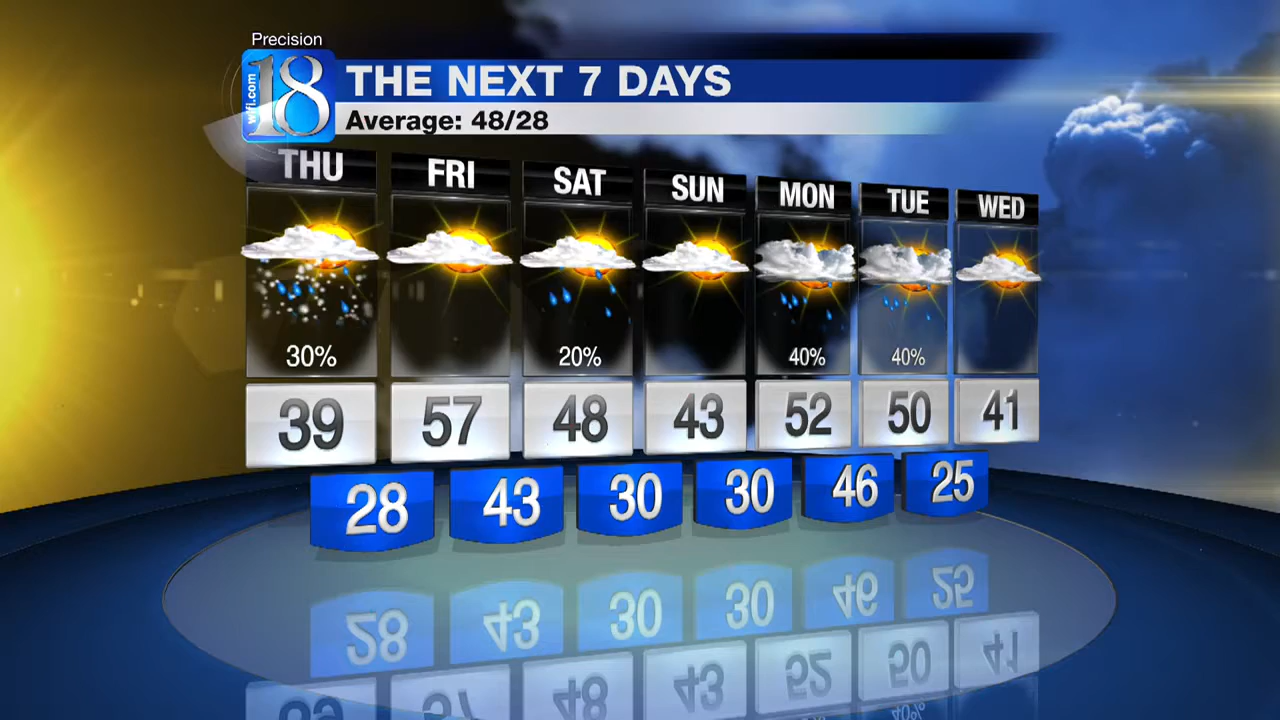 Precision
wlfi.com
18
THE NEXT 7 DAYS
Average: 48/28
THU FRI SAT SUN MON TUE WED
30% 20% 40% 40%
39 57 48 43 52 50 41
28 43 30 30 46 25